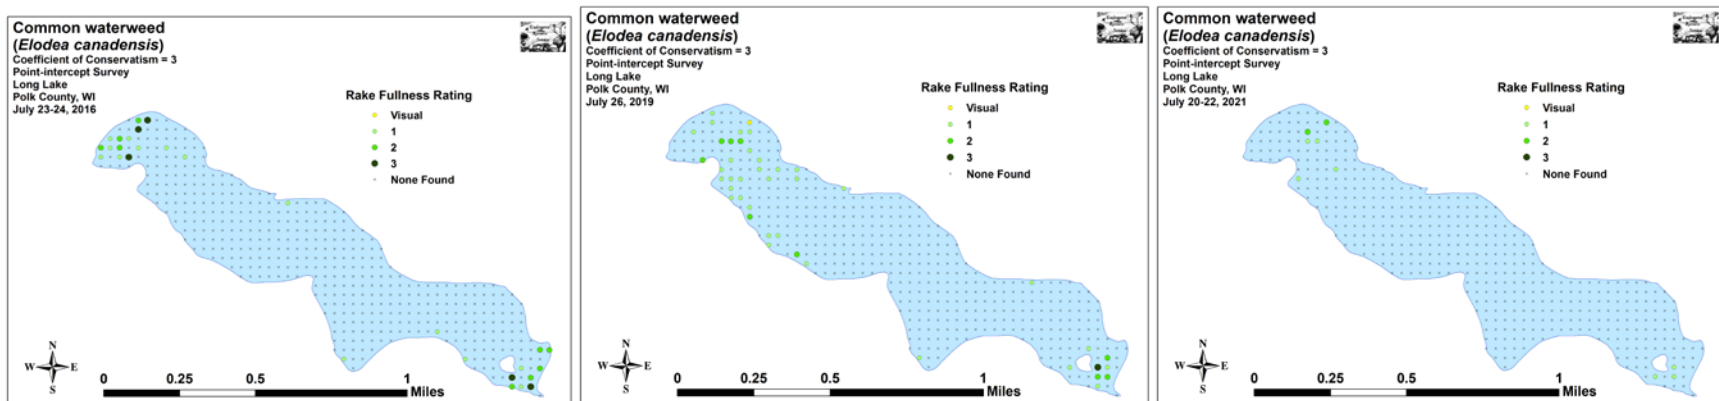 Common waterweed
(Elodea canadensis)
Coefficient of Conservatism = 3
Point-intercept Survey
Long Lake
Polk County, WI
July 23-24, 2016
Rake Fullness Rating
Visual
1
2
3
None Found
N
W E
S
0 0.25 0.5 1
Miles
Common waterweed
(Elodea canadensis)
Coefficient of Conservatism = 3
Point-intercept Survey
Long Lake
Polk County, WI
July 26, 2019
Rake Fullness Rating
Visual
1
2
3
None Found
N
W E
S
0 0.25 0.5 1
Miles
Common waterweed
(Elodea canadensis)
Coefficient of Conservatism = 3
Point-intercept Survey
Long Lake
Polk County, WI
July 20-22, 2021
Rake Fullness Rating
Visual
1
2
3
None Found
N
W E
S
0 0.25 0.5 1
Miles